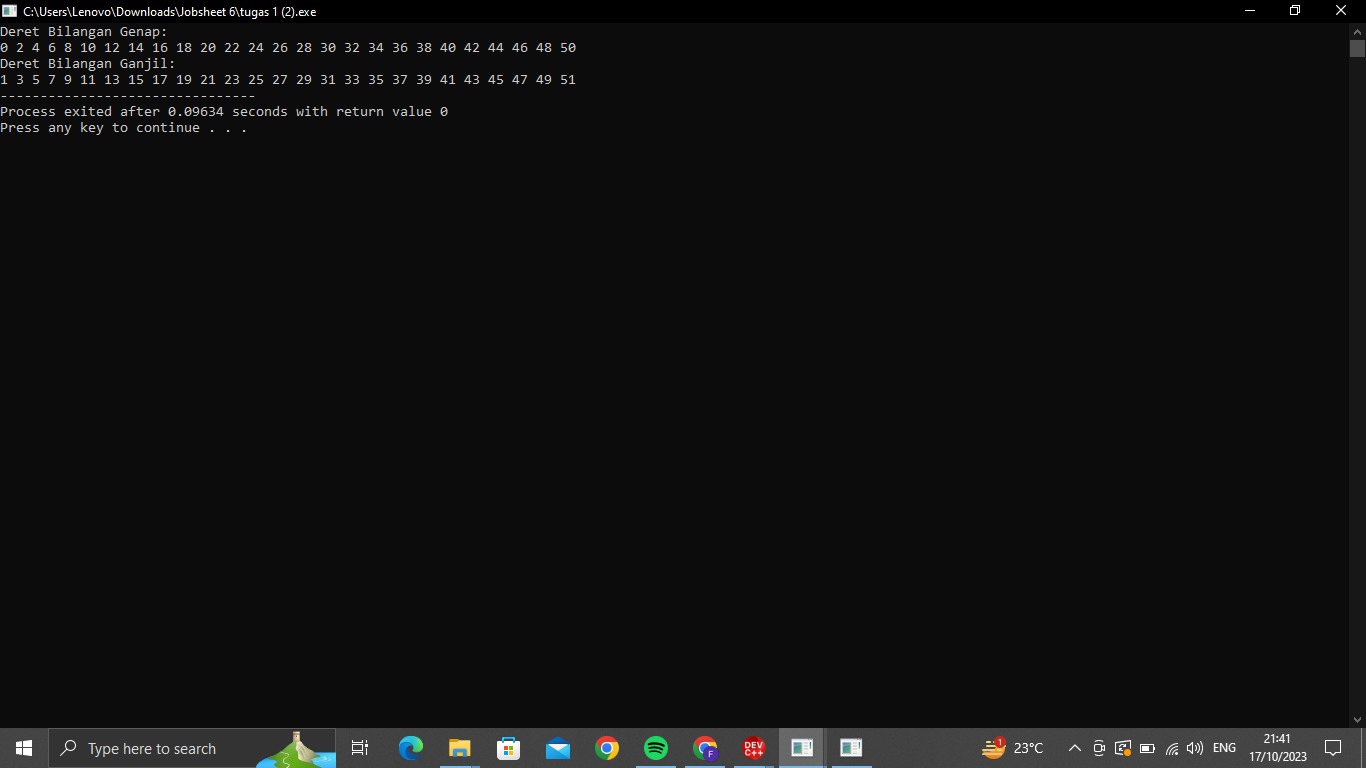 C:\Users\Lenovo\Downloads\Jobsheet 6\tugas 1 (2).exe
Deret Bilangan Genap:
0 2 4 6 8 10 12 14 16 18 20 22 24 26 28 30 32 34 36 38 40 42 44 46 48 50
Deret Bilangan Ganjil:
1 3 5 7 9 11 13 15 17 19 21 23 25 27 29 31 33 35 37 39 41 43 45 47 49 51
--------------------------------
Process exited after 0.09634 seconds with return value 0
Press any key to continue . . .
Type here to search
F
DEV
C++
1
23°C
ENG
21:41
17/10/2023